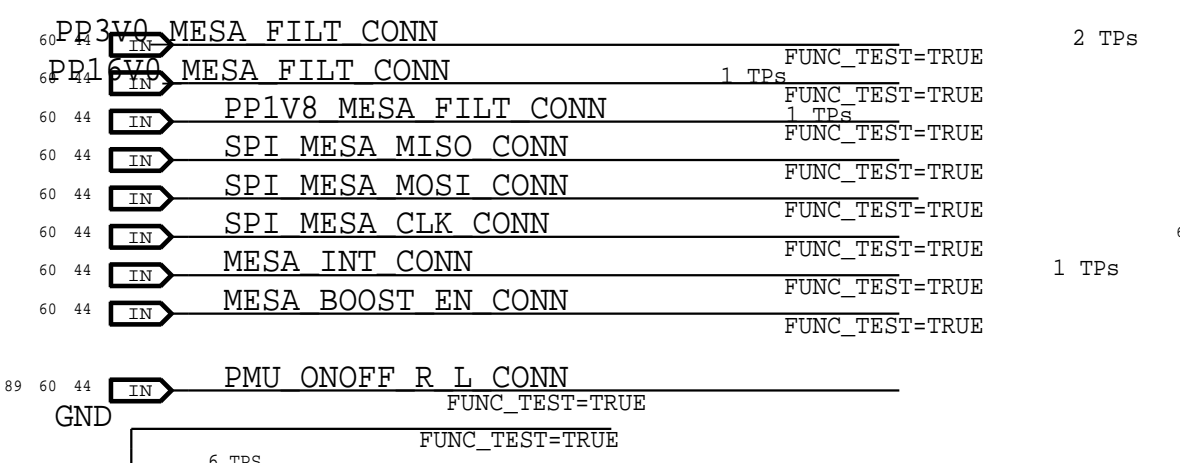 60 44 IN PP3V0_MESA_FILT_CONN FUNC_TEST=TRUE 2 TPs
60 44 IN PP16V0_MESA_FILT_CONN 1 TPs FUNC_TEST=TRUE
60 44 IN PP1V8_MESA_FILT_CONN 1 TPs FUNC_TEST=TRUE
60 44 IN SPI_MESA_MISO_CONN FUNC_TEST=TRUE
60 44 IN SPI_MESA_MOSI_CONN FUNC_TEST=TRUE
60 44 IN SPI_MESA_CLK_CONN FUNC_TEST=TRUE
60 44 IN MESA_INT_CONN FUNC_TEST=TRUE 1 TPs
60 44 IN MESA_BOOST_EN_CONN FUNC_TEST=TRUE
89 60 44 IN PMU_ONOFF_R_L_CONN FUNC_TEST=TRUE
GND FUNC_TEST=TRUE
6 TPS